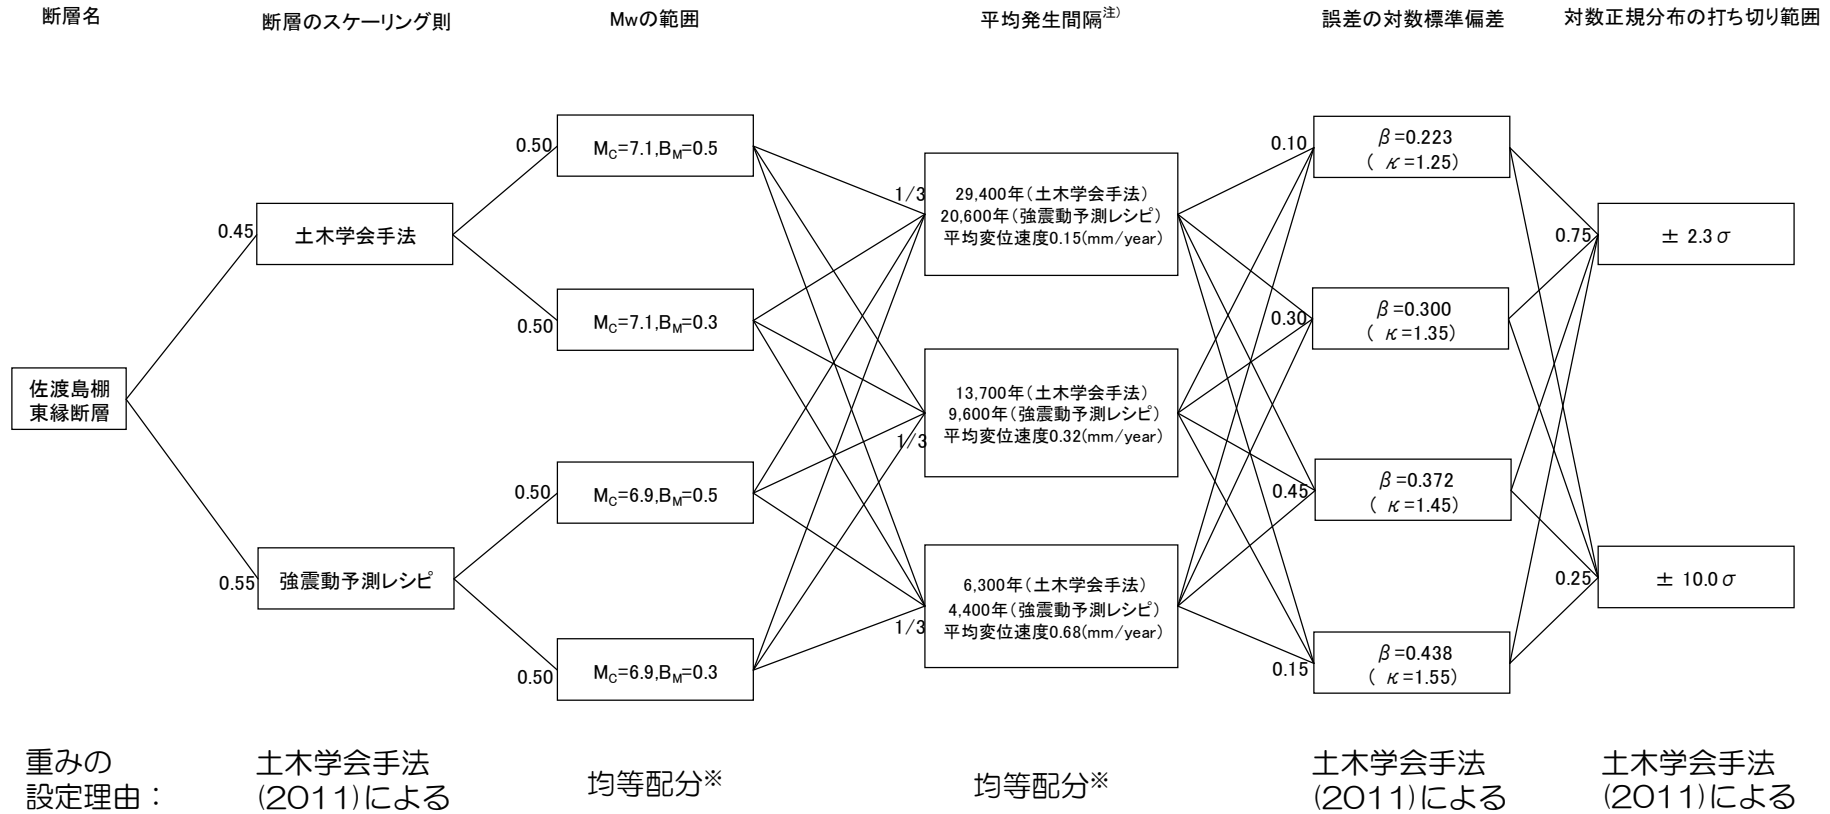 断層名
断層のスケーリング則
Mwの範囲
平均発生間隔注)
誤差の対数標準偏差
対数正規分布の打ち切り範囲
佐渡島棚
東縁断層
0.45
土木学会手法
0.55
強震動予測レシピ
0.50
MC=7.1,BM=0.5
0.50
MC=7.1,BM=0.3
0.50
MC=6.9,BM=0.5
0.50
MC=6.9,BM=0.3
1/3
29,400年(土木学会手法)
20,600年(強震動予測レシピ)
平均変位速度0.15(mm/year)
1/3
13,700年(土木学会手法)
9,600年(強震動予測レシピ)
平均変位速度0.32(mm/year)
1/3
6,300年(土木学会手法)
4,400年(強震動予測レシピ)
平均変位速度0.68(mm/year)
0.10
β=0.223
( κ=1.25)
0.30
β=0.300
( κ=1.35)
0.45
β=0.372
( κ=1.45)
0.15
β=0.438
( κ=1.55)
0.75
± 2.3σ
0.25
± 10.0σ
重みの
設定理由:
土木学会手法
(2011)による
均等配分※
均等配分※
土木学会手法
(2011)による
土木学会手法
(2011)による